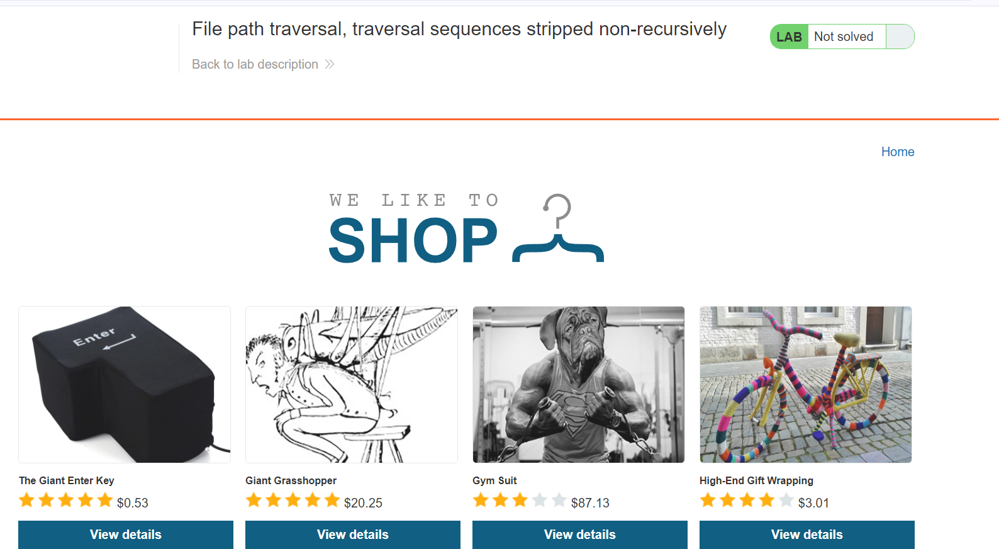 File path traversal, traversal sequences stripped non-recursively
LAB Not solved
Back to lab description
Home
WE LIKE TO
SHOP
Enter
The Giant Enter Key
$0.53
View details
Giant Grasshopper
$20.25
View details
Gym Suit
$87.13
View details
High-End Gift Wrapping
$3.01
View details